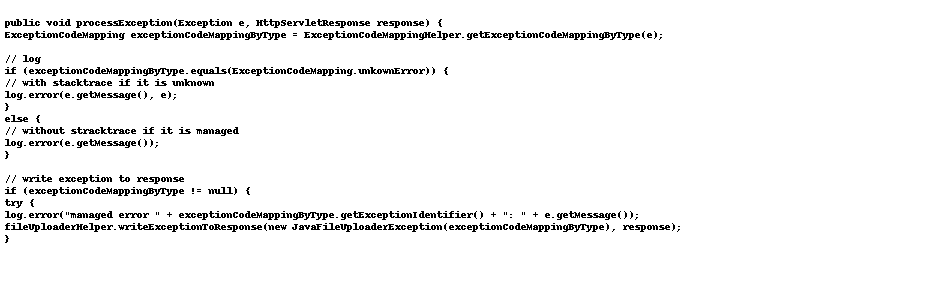 public void processException(Exception e, HttpServletResponse response) {
ExceptionCodeMapping exceptionCodeMappingByType = ExceptionCodeMappingHelper.getExceptionCodeMappingByType(e);
// log
if (exceptionCodeMappingByType.equals(ExceptionCodeMapping.unkownError)) {
// with stacktrace if it is unknown
log.error(e.getMessage(), e);
}
else {
// without stracktrace if it is managed
log.error(e.getMessage());
}
// write exception to response
if (exceptionCodeMappingByType != null) {
try {
log.error("managed error " + exceptionCodeMappingByType.getExceptionIdentifier() + ": " + e.getMessage());
fileUploaderHelper.writeExceptionToResponse(new JavaFileUploaderException(exceptionCodeMappingByType), response);
}